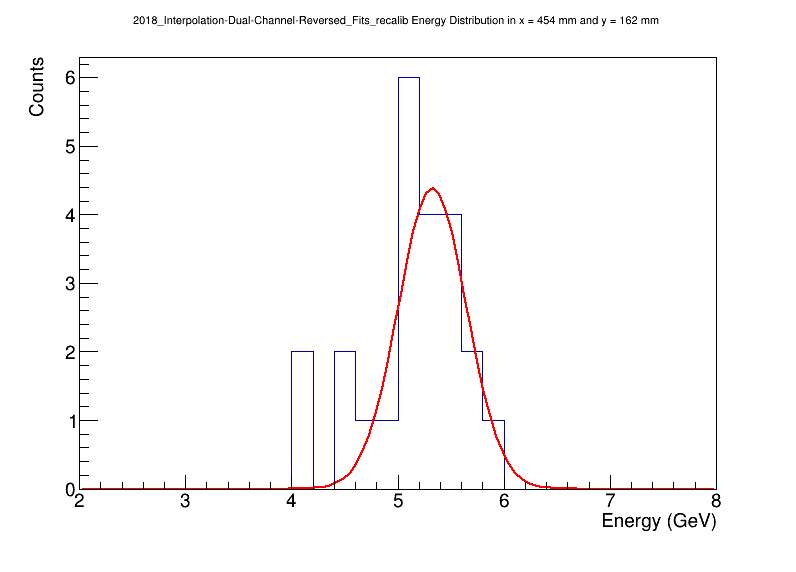 2018_Interpolation-Dual-Channel-Reversed_Fits_recalib Energy Distribution in x = 454 mm and y = 162 mm
Counts
6
5
4
3
2
1
0
2 3 4 5 6 7 8
Energy (GeV)